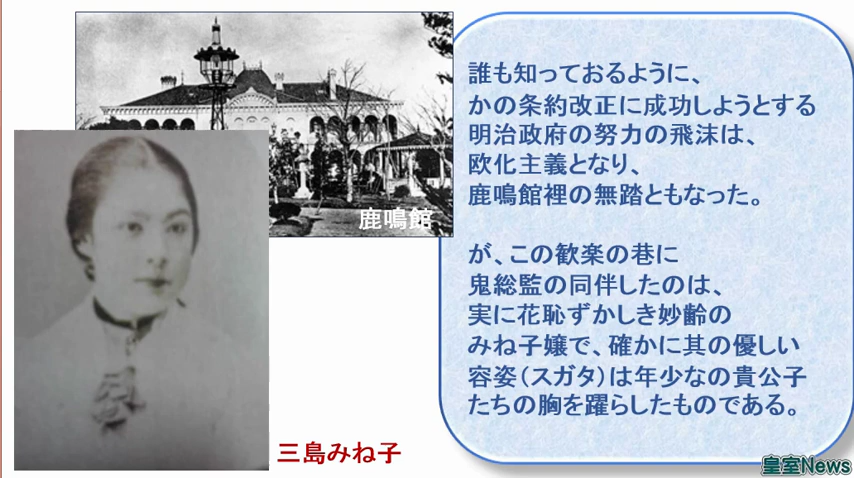 誰も知っておるように、
かの条約改正に成功しようとする
明治政府の努力の飛沫は、
欧化主義となり、
鹿鳴館裡の無踏ともなった。
が、この歓楽の巷に
鬼総監の同伴したのは、
実に花恥ずかしき妙齢の
みね子嬢で、確かに其の優しい
容姿（スガタ）は年少なの貴公子
たちの胸を躍らしたものである。
鹿鳴館
三島みね子
皇室News